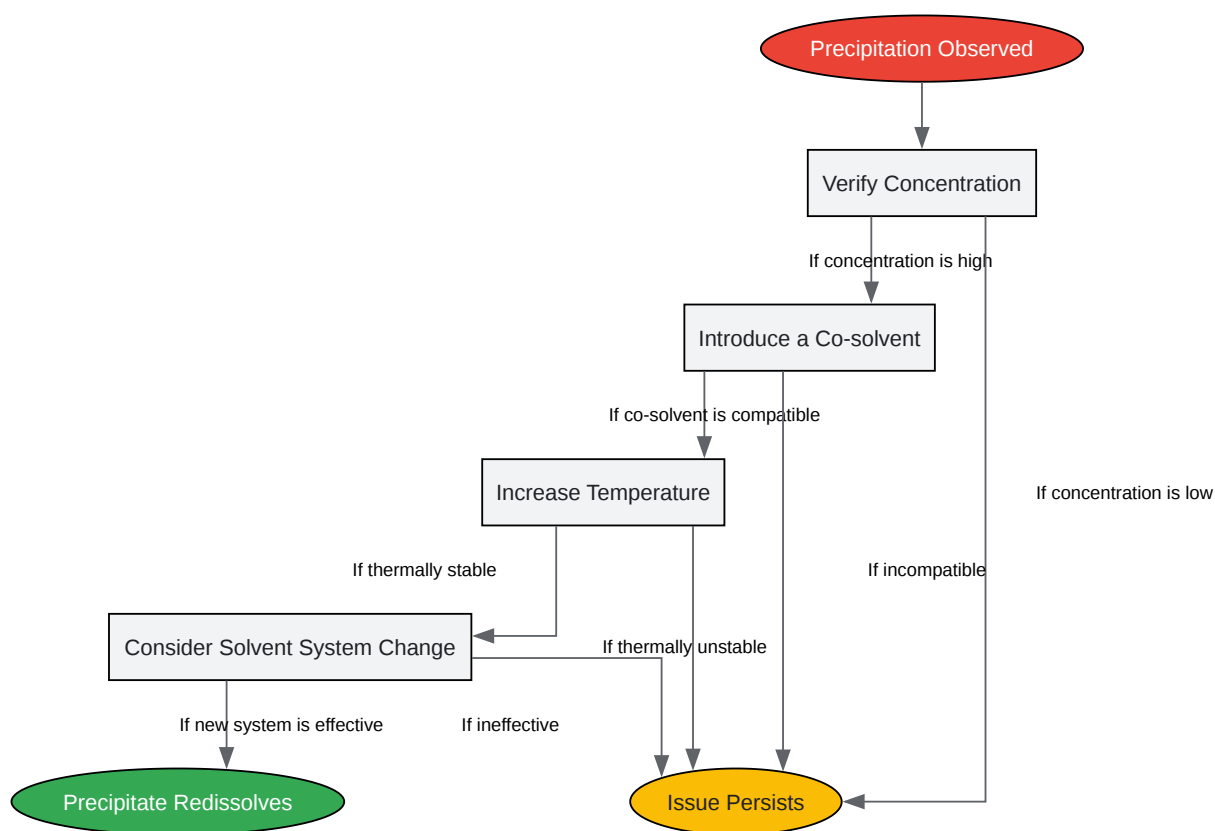 Precipitation Observed
Verify Concentration
If concentration is high
Introduce a Co-solvent
If co-solvent is compatible
Increase Temperature
If concentration is low
If thermally stable
If incompatible
Consider Solvent System Change
If thermally unstable
If new system is effective
If ineffective
Precipitate Redissolves
Issue Persists